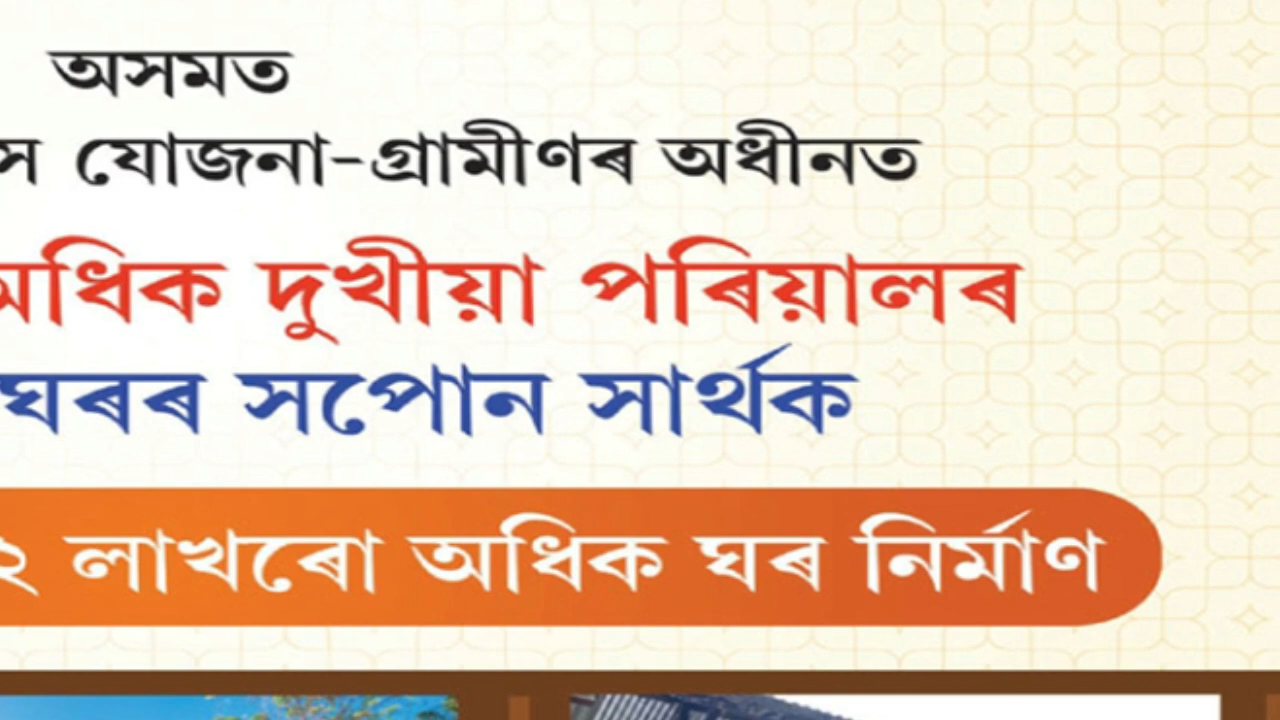 অসমত
যোজনা-গ্ৰামীণৰ অধীনত
অধিক দুখীয়া পৰিয়ালৰ
ঘৰৰ সপোন সাৰ্থক
২ লাখৰো অধিক ঘৰ নিৰ্মাণ